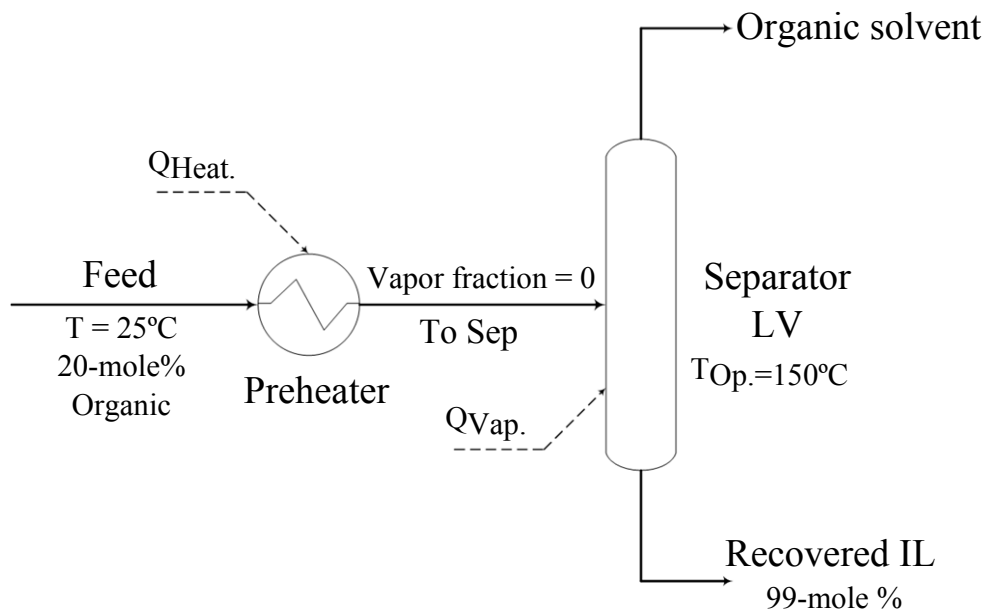 Organic solvent
QHeat.
Feed
T = 25ºC
20-mole%
Organic
Preheater
Vapor fraction = 0
To Sep
QVap.
Separator
LV
TOp.=150ºC
Recovered IL
99-mole %